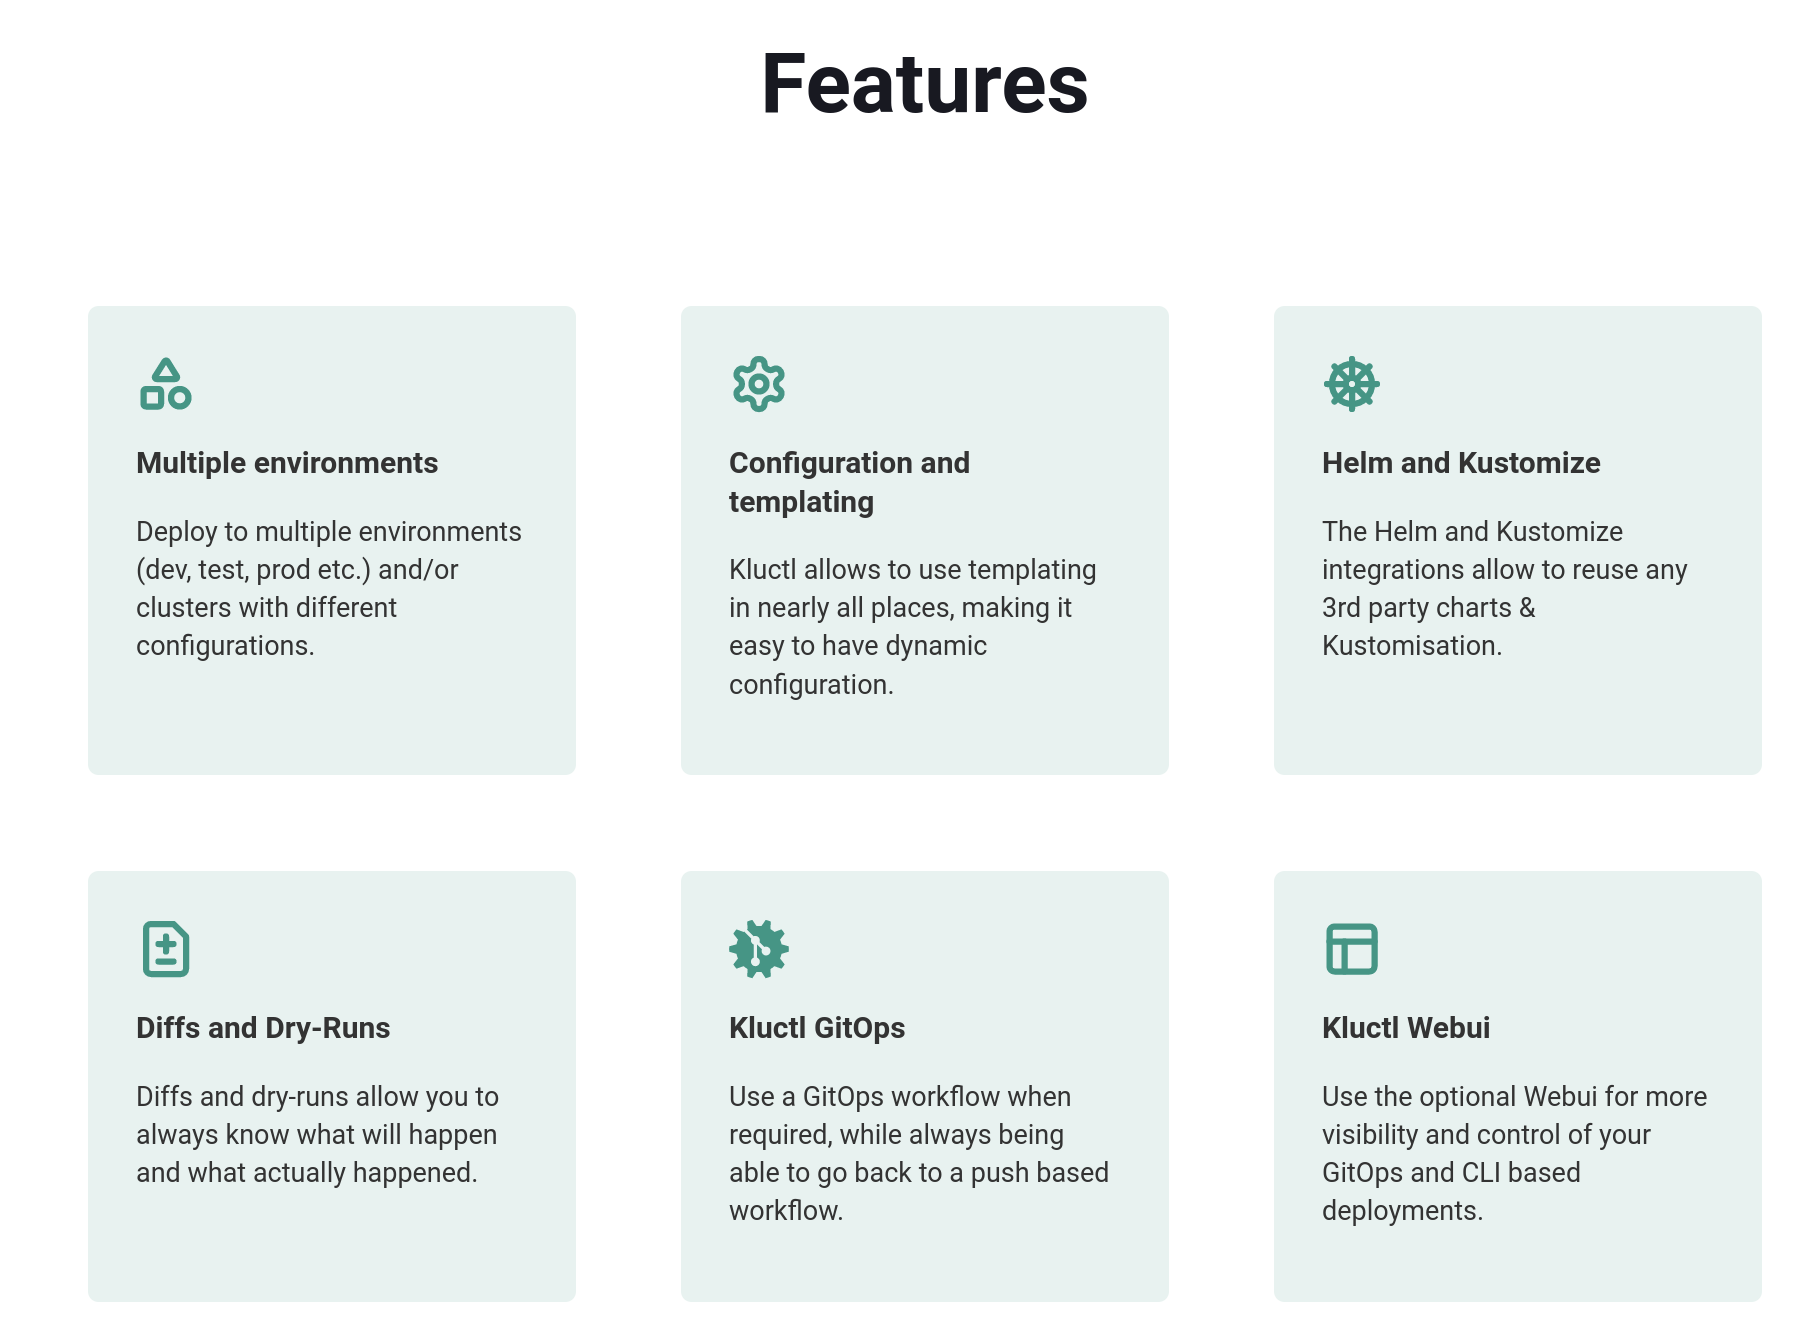 Features
Multiple environments
Deploy to multiple environments
(dev, test, prod etc.) and/or
clusters with different
configurations.
Configuration and
templating
Kluctl allows to use templating
in nearly all places, making it
easy to have dynamic
configuration.
Helm and Kustomize
The Helm and Kustomize
integrations allow to reuse any
3rd party charts &
Kustomisation.
Diffs and Dry-Runs
Diffs and dry-runs allow you to
always know what will happen
and what actually happened.
Kluctl GitOps
Use a GitOps workflow when
required, while always being
able to go back to a push based
workflow.
Kluctl Webui
Use the optional Webui for more
visibility and control of your
GitOps and CLI based
deployments.